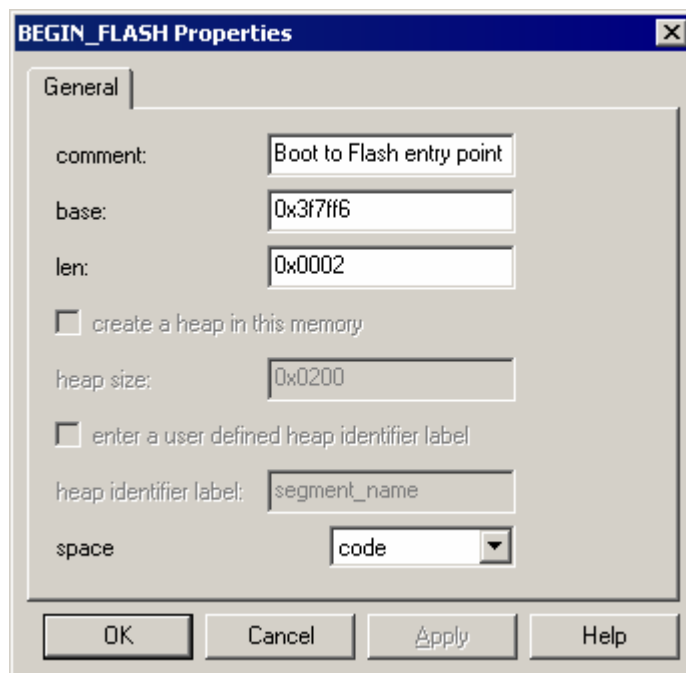 BEGIN_FLASH Properties
General
comment: Boot to Flash entry point
base: 0x3f7ff6
len: 0x0002
create a heap in this memory
heap size: 0x0200
enter a user defined heap identifier label
heap identifier label: segment_name
space code
OK Cancel Apply Help